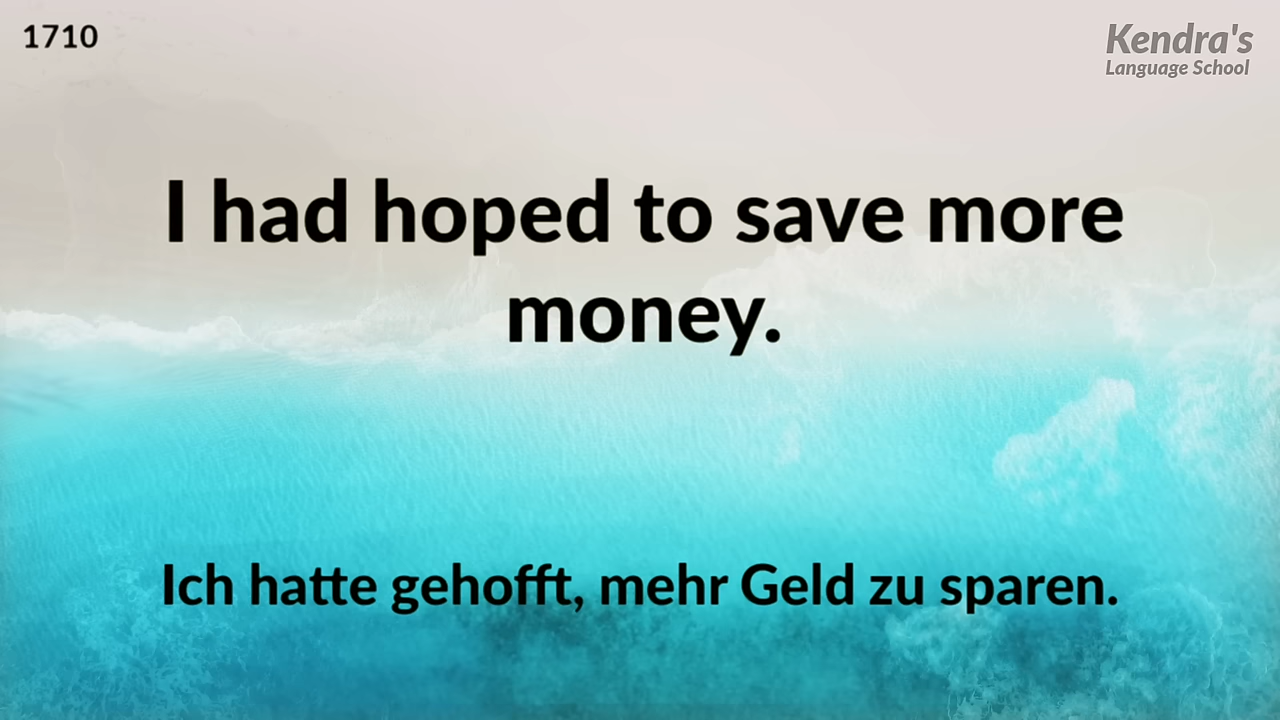 1710
Kendra's
Language School
I had hoped to save more
money.
Ich hatte gehofft, mehr Geld zu sparen.